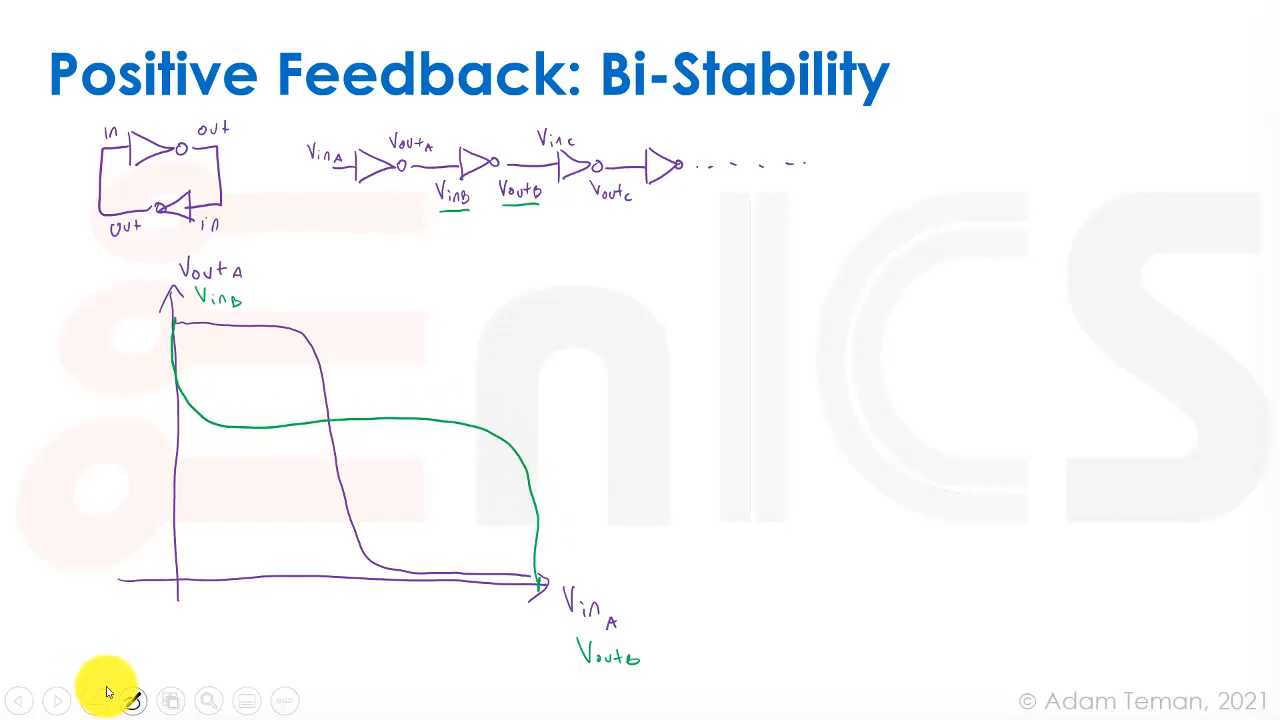 Positive Feedback: Bi-Stability
in out
out in
VinA VoutA VinC
VinB VoutB VoutC
VoutA
VinB
VinA
VoutB
ENICS
© Adam Teman, 2021